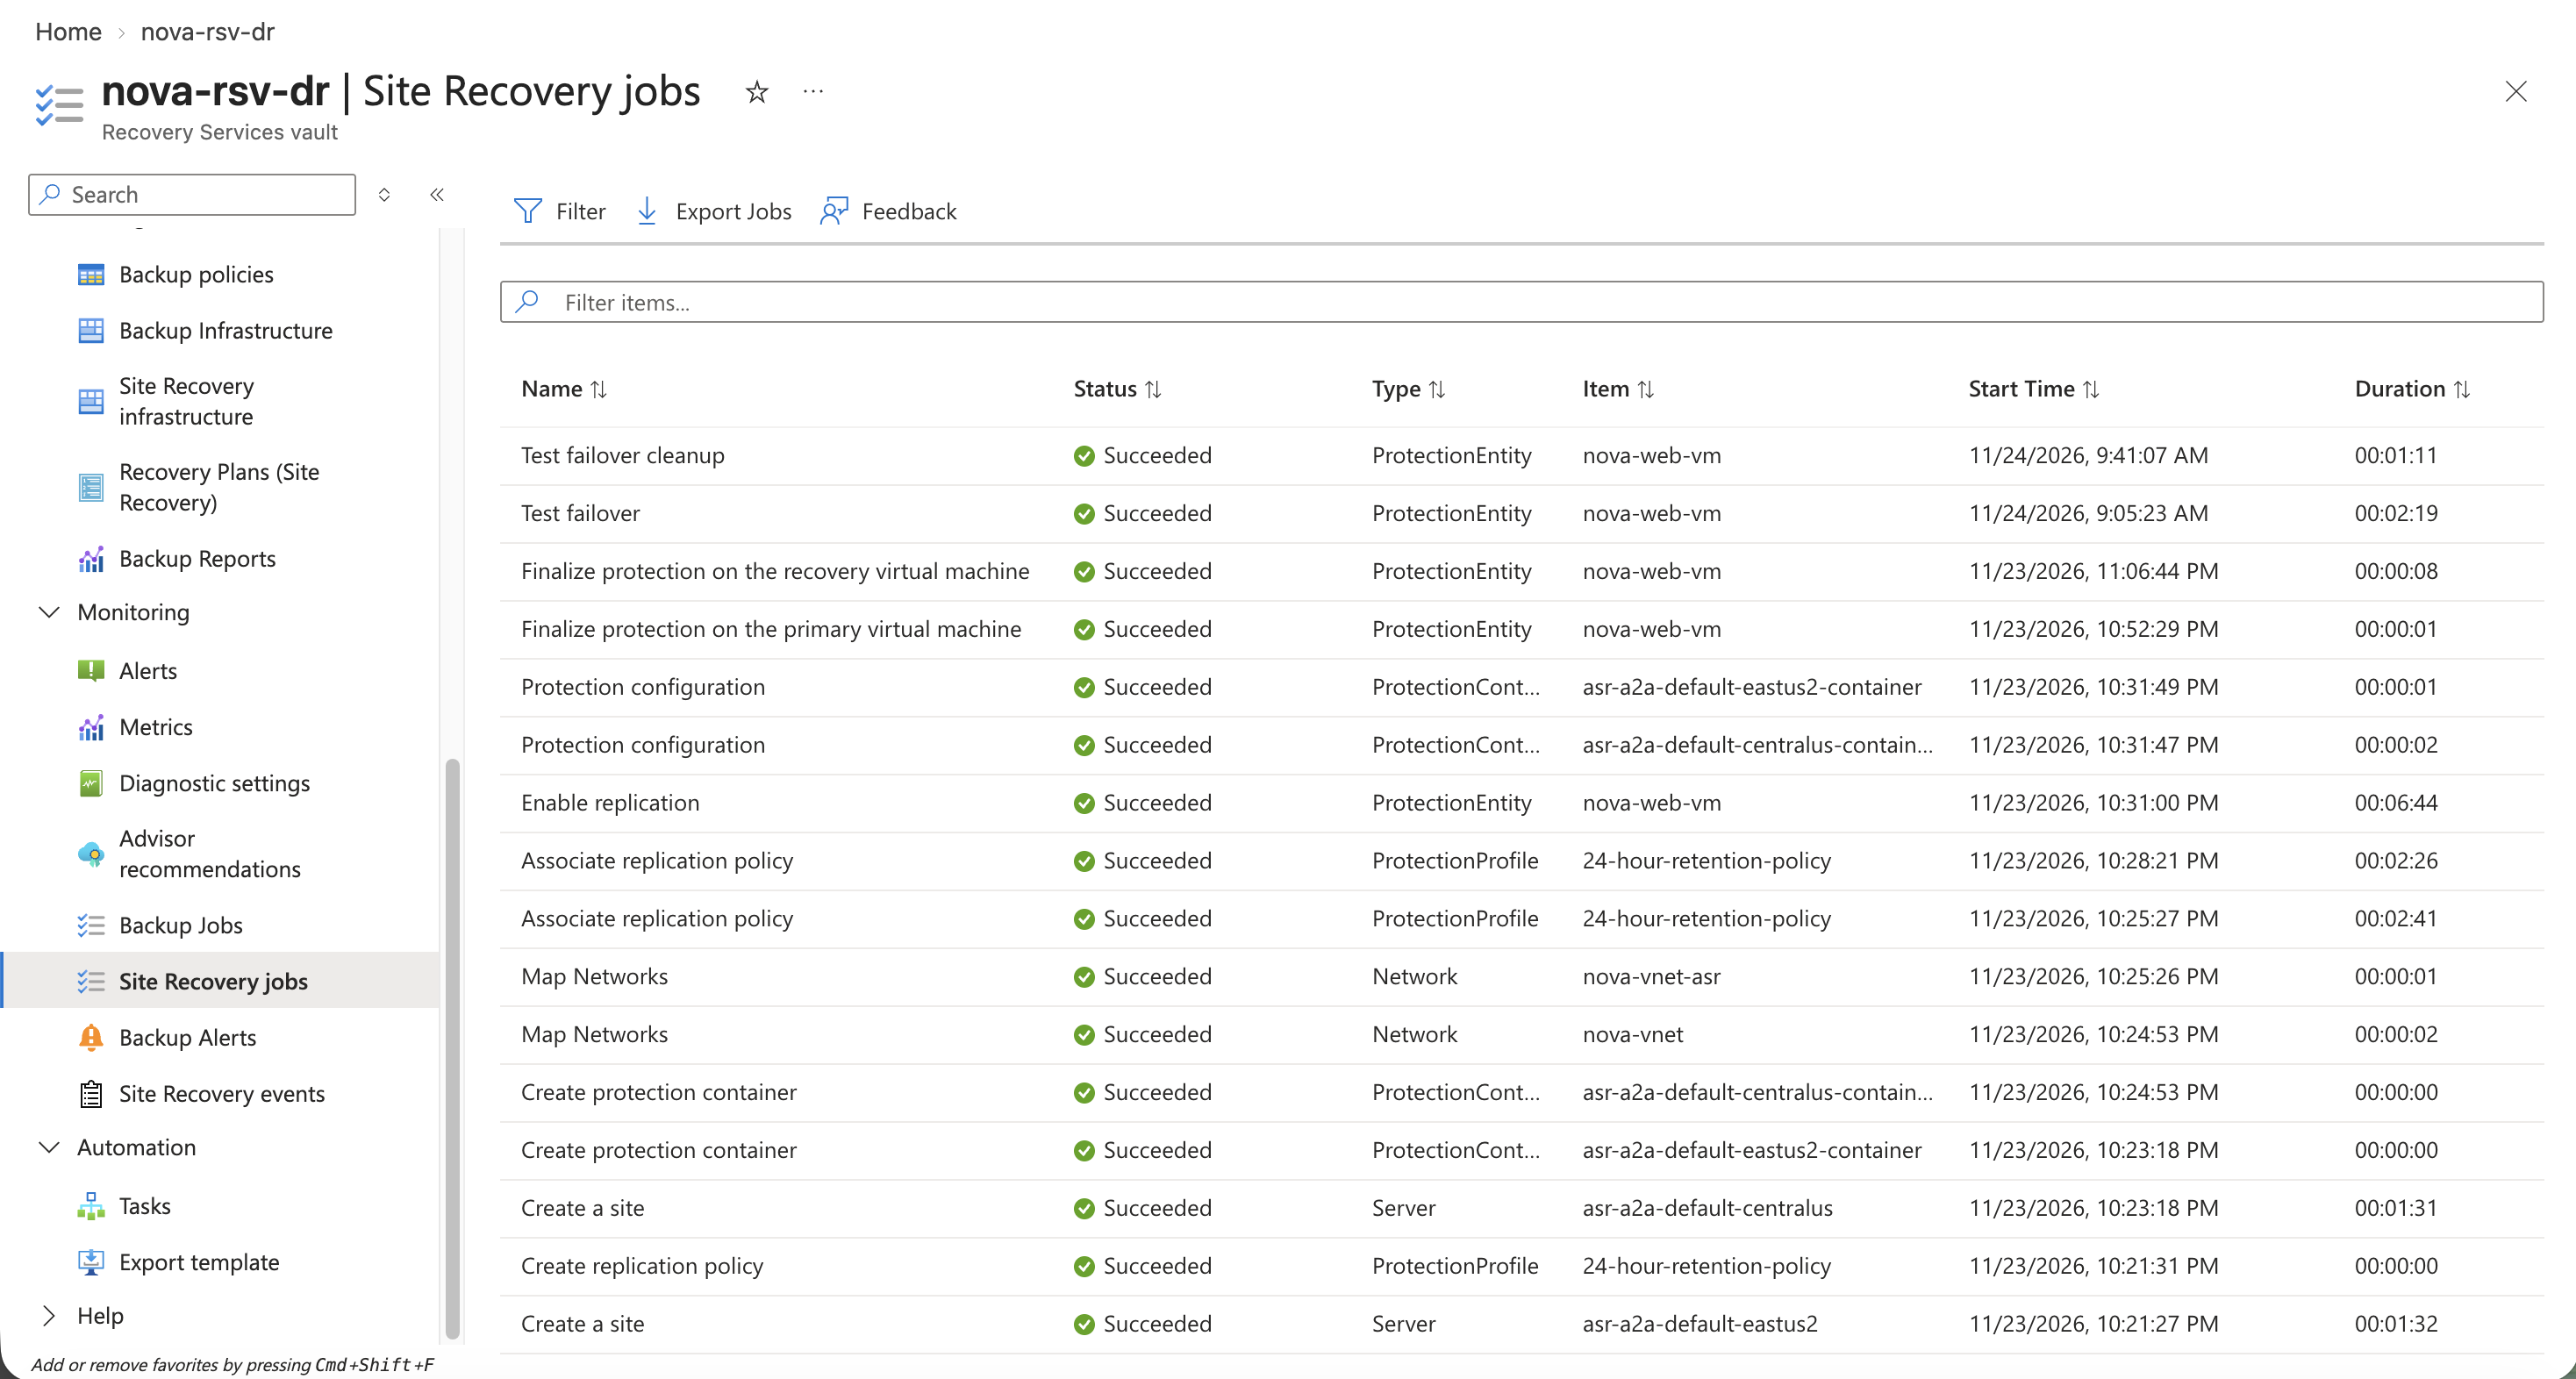 Home > nova-rsv-dr
nova-rsv-dr | Site Recovery jobs
Recovery Services vault
Search
Backup policies
Backup Infrastructure
Site Recovery
infrastructure
Recovery Plans (Site
Recovery)
Backup Reports
Monitoring
Alerts
Metrics
Diagnostic settings
Advisor
recommendations
Backup Jobs
Site Recovery jobs
Backup Alerts
Site Recovery events
Automation
Tasks
Export template
Help
Add or remove favorites by pressing Cmd+Shift+F
Filter Export Jobs Feedback
Filter items...
Name Status Type Item Start Time Duration
Test failover cleanup Succeeded ProtectionEntity nova-web-vm 11/24/2026, 9:41:07 AM 00:01:11
Test failover Succeeded ProtectionEntity nova-web-vm 11/24/2026, 9:05:23 AM 00:02:19
Finalize protection on the recovery virtual machine Succeeded ProtectionEntity nova-web-vm 11/23/2026, 11:06:44 PM 00:00:08
Finalize protection on the primary virtual machine Succeeded ProtectionEntity nova-web-vm 11/23/2026, 10:52:29 PM 00:00:01
Protection configuration Succeeded ProtectionCont... asr-a2a-default-eastus2-container 11/23/2026, 10:31:49 PM 00:00:01
Protection configuration Succeeded ProtectionCont... asr-a2a-default-centralus-contain... 11/23/2026, 10:31:47 PM 00:00:02
Enable replication Succeeded ProtectionEntity nova-web-vm 11/23/2026, 10:31:00 PM 00:06:44
Associate replication policy Succeeded ProtectionProfile 24-hour-retention-policy 11/23/2026, 10:28:21 PM 00:02:26
Associate replication policy Succeeded ProtectionProfile 24-hour-retention-policy 11/23/2026, 10:25:27 PM 00:02:41
Map Networks Succeeded Network nova-vnet-asr 11/23/2026, 10:25:26 PM 00:00:01
Map Networks Succeeded Network nova-vnet 11/23/2026, 10:24:53 PM 00:00:02
Create protection container Succeeded ProtectionCont... asr-a2a-default-centralus-contain... 11/23/2026, 10:24:53 PM 00:00:00
Create protection container Succeeded ProtectionCont... asr-a2a-default-eastus2-container 11/23/2026, 10:23:18 PM 00:00:00
Create a site Succeeded Server asr-a2a-default-centralus 11/23/2026, 10:23:18 PM 00:01:31
Create replication policy Succeeded ProtectionProfile 24-hour-retention-policy 11/23/2026, 10:21:31 PM 00:00:00
Create a site Succeeded Server asr-a2a-default-eastus2 11/23/2026, 10:21:27 PM 00:01:32